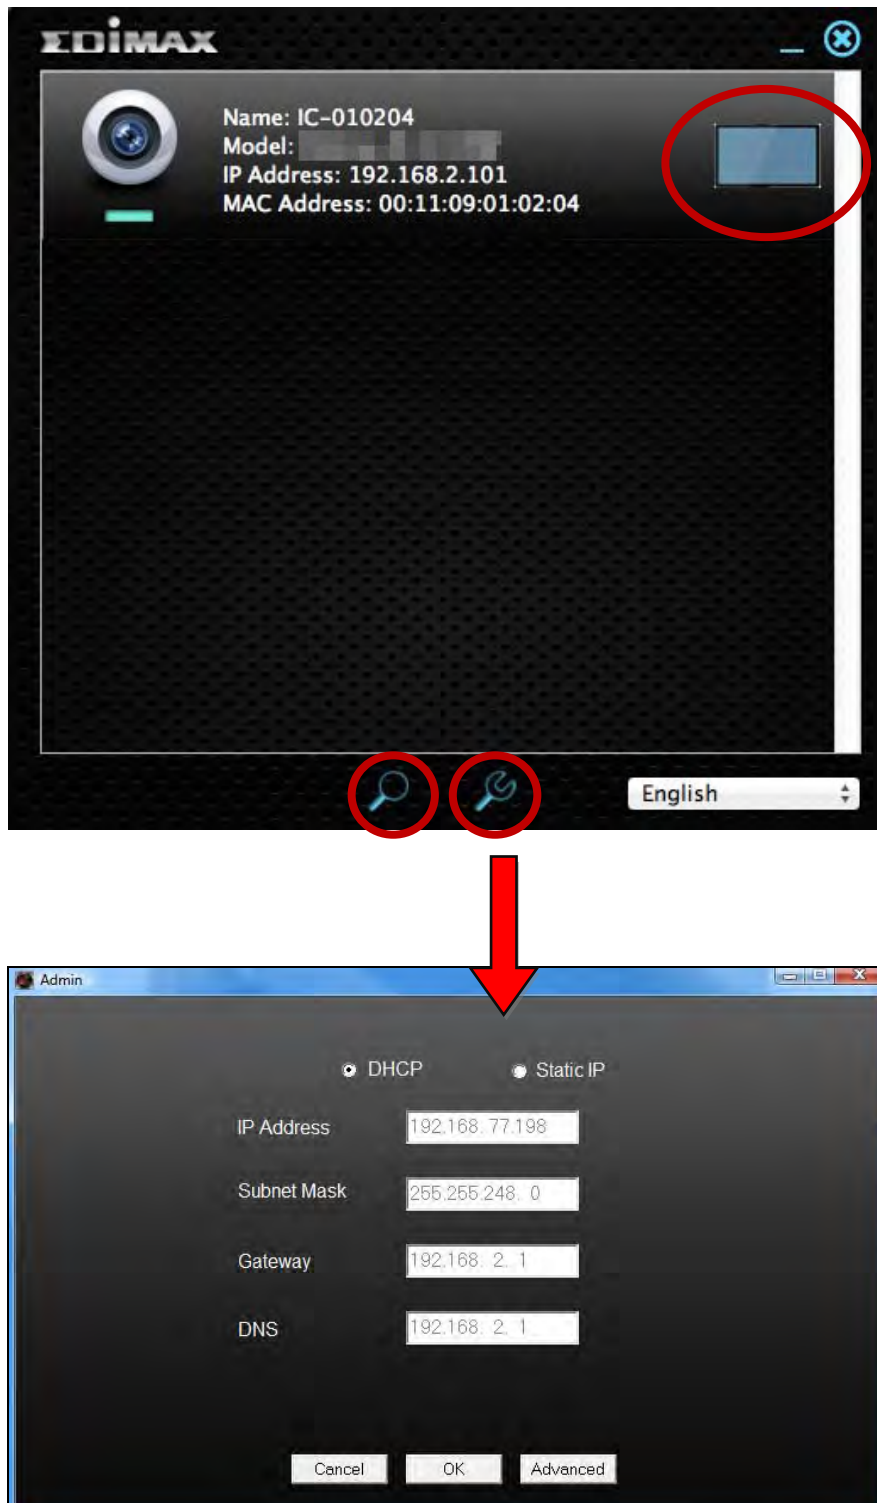 EDIMAX
Name: IC-010204
Model:
IP Address: 192.168.2.101
MAC Address: 00:11:09:01:02:04
English
Admin
DHCP Static IP
IP Address 192.168. 77.198
Subnet Mask 255.255.248. 0
Gateway 192.168. 2. 1
DNS 192.168. 2. 1
Cancel OK Advanced